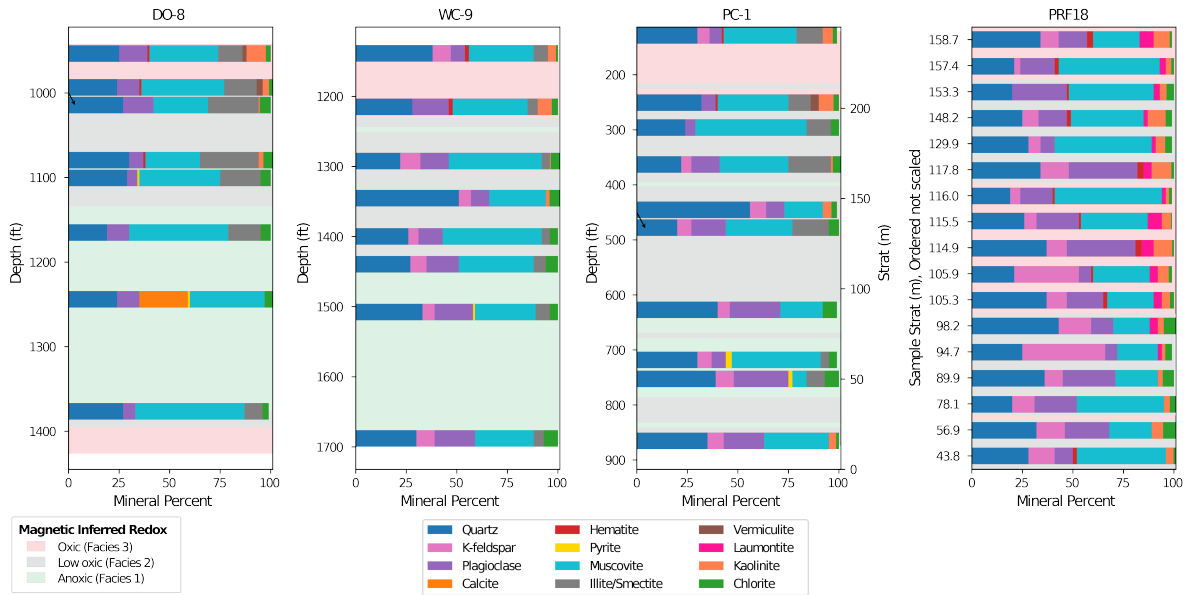 DO-8
WC-9
PC-1
PRF18
Depth (ft)
1000
1100
1200
1300
1400
0 25 50 75 100
Mineral Percent
Depth (ft)
1200
1300
1400
1500
1600
1700
0 25 50 75 100
Mineral Percent
Depth (ft)
200
300
400
500
600
700
800
900
0 25 50 75 100
Mineral Percent
Strat (m)
200
150
100
50
0
Sample Strat (m), Ordered not scaled
158.7
157.4
153.3
148.2
129.9
117.8
116.0
115.5
114.9
105.9
105.3
98.2
94.7
89.9
78.1
56.9
43.8
0 25 50 75 100
Mineral Percent
Magnetic Inferred Redox
Oxic (Facies 3)
Low oxic (Facies 2)
Anoxic (Facies 1)
Quartz
K-feldspar
Plagioclase
Calcite
Hematite
Pyrite
Muscovite
Illite/Smectite
Vermiculite
Laumontite
Kaolinite
Chlorite